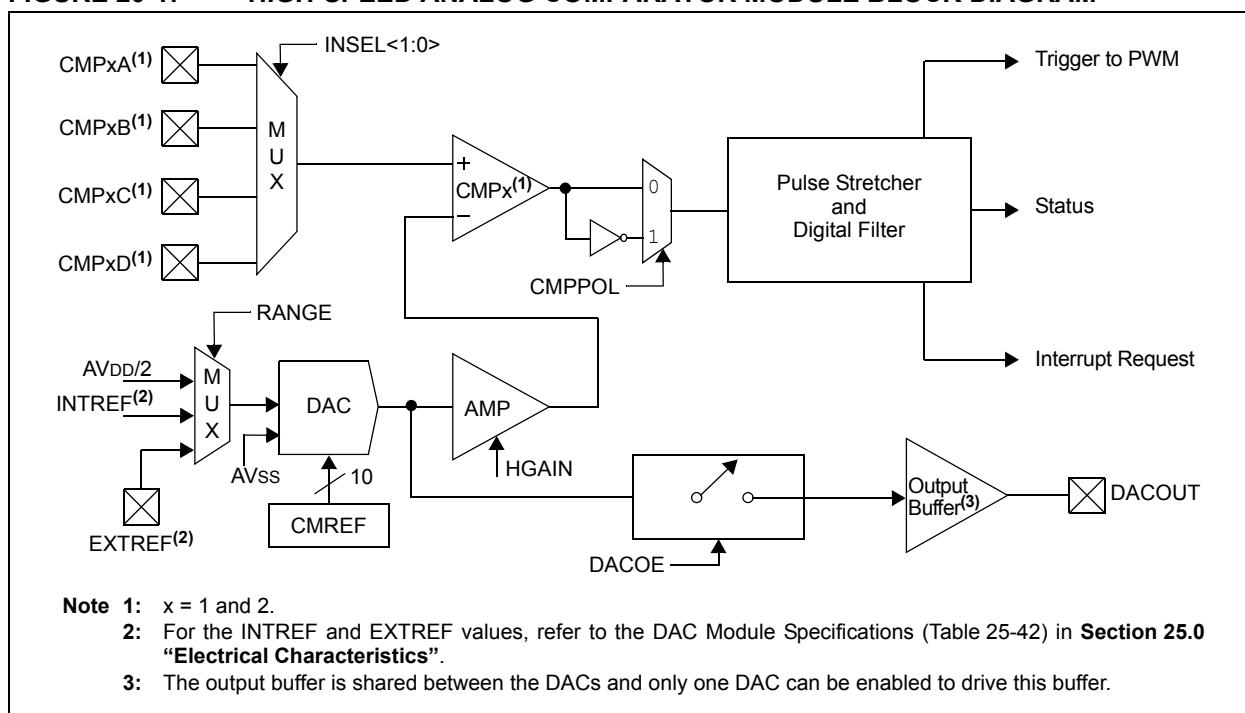 CMPxA(1)
CMPxB(1)
CMPxC(1)
CMPxD(1)
INSEL<1:0>
M
U
X
+
CMPx(1)
–
0
1
CMPPOL
Pulse Stretcher
and
Digital Filter
Trigger to PWM
Status
Interrupt Request
RANGE
AVDD/2
INTREF(2)
M
U
X
EXTREF(2)
AVSS
DAC
10
CMREF
AMP
HGAIN
DACOE
Output
Buffer(3)
DACOUT
Note 1: x = 1 and 2.
2: For the INTREF and EXTREF values, refer to the DAC Module Specifications (Table 25-42) in Section 25.0
“Electrical Characteristics”.
3: The output buffer is shared between the DACs and only one DAC can be enabled to drive this buffer.